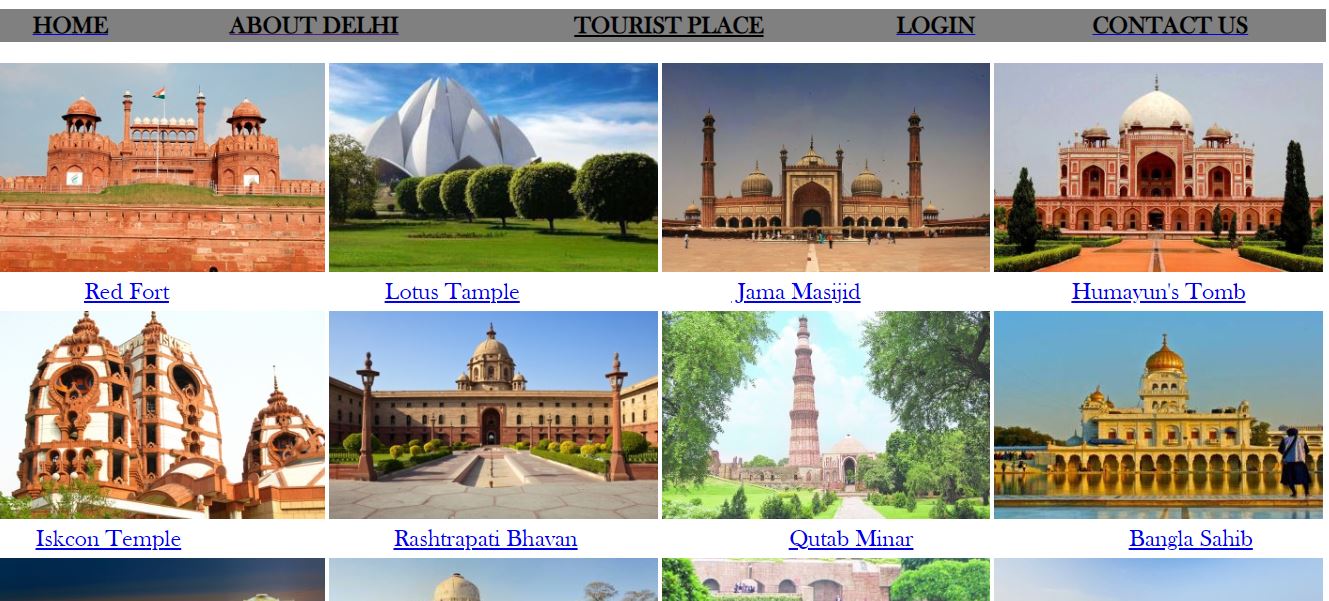 HOME ABOUT DELHI TOURIST PLACE LOGIN CONTACT US
Red Fort Lotus Tample Jama Masijid Humayun's Tomb
Iskcon Temple Rashtrapati Bhavan Qutab Minar Bangla Sahib